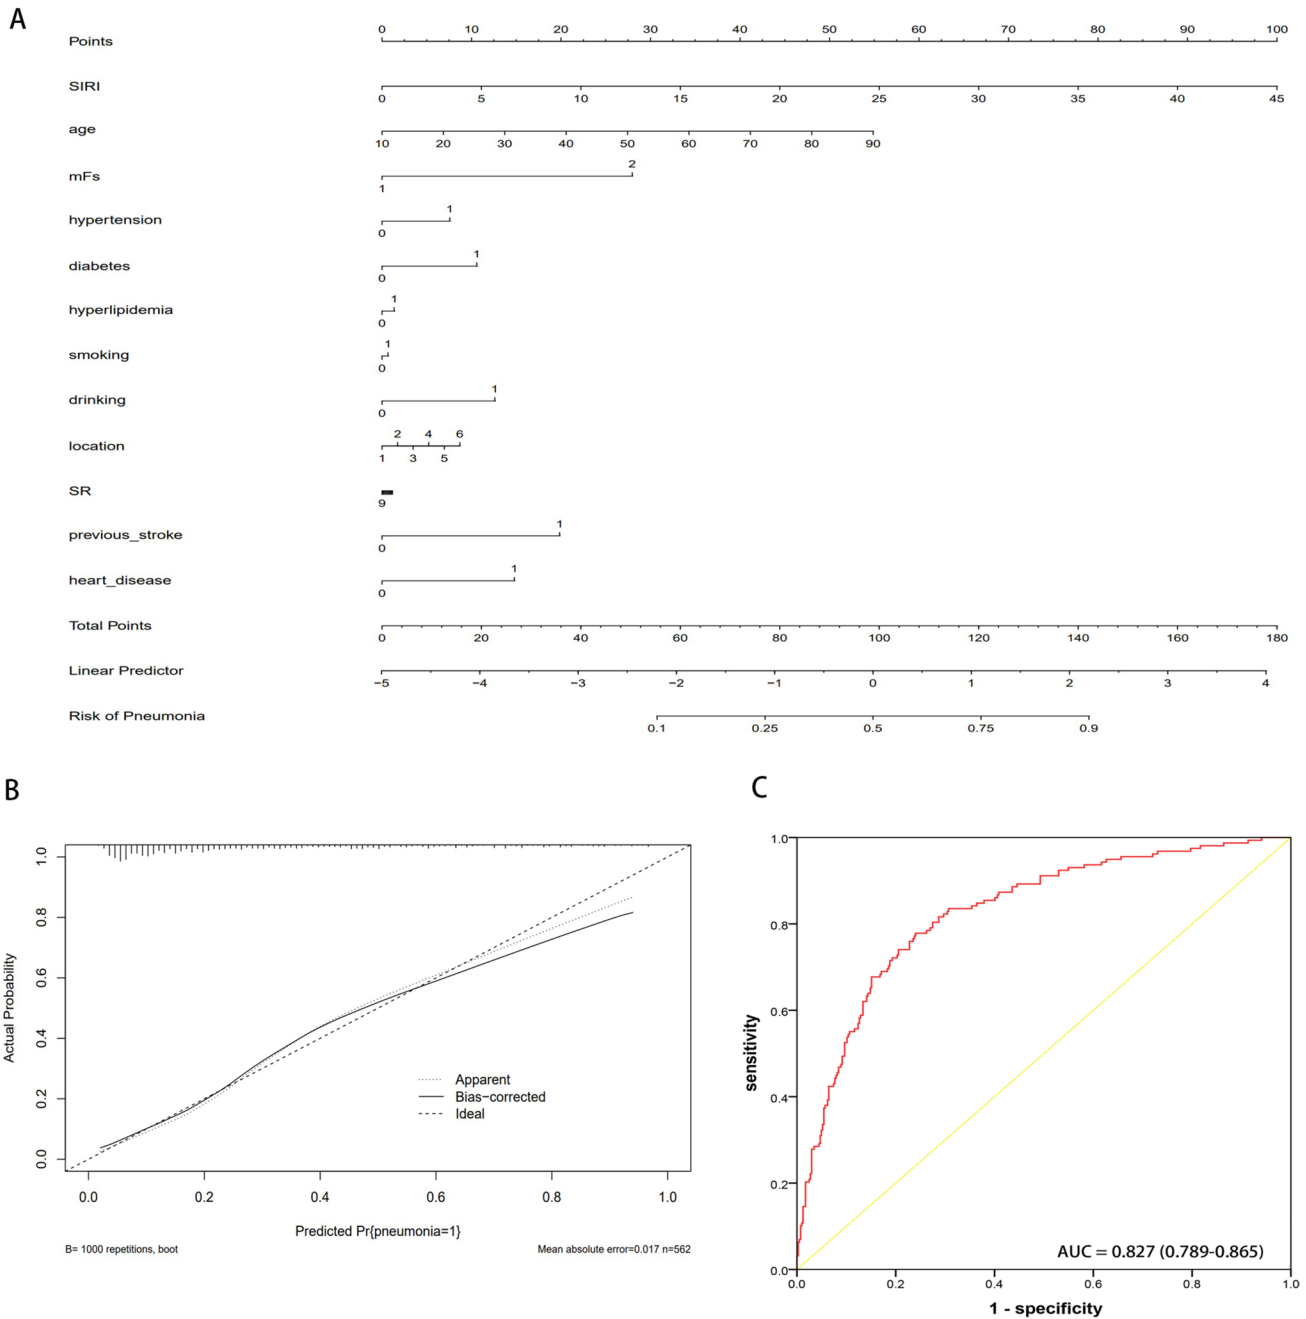 A
Points 0 10 20 30 40 50 60 70 80 90 100
SIRI 0 5 10 15 20 25 30 35 40 45
age 10 20 30 40 50 60 70 80 90
mFs 1 2
hypertension 0 1
diabetes 0 1
hyperlipidemia 0 1
smoking 0 1
drinking 0 1
location 1 2 3 4 5 6
SR 9
previous_stroke 0 1
heart_disease 0 1
Total Points 0 20 40 60 80 100 120 140 160 180
Linear Predictor −5 −4 −3 −2 −1 0 1 2 3 4
Risk of Pneumonia 0.1 0.25 0.5 0.75 0.9
B
Actual Probability
1.0
0.8
0.6
0.4
0.2
0.0
Apparent
Bias−corrected
Ideal
0.0 0.2 0.4 0.6 0.8 1.0
Predicted Pr{pneumonia=1}
B= 1000 repetitions, boot
Mean absolute error=0.017 n=562
C
sensitivity
1.0
0.8
0.6
0.4
0.2
0.0
AUC = 0.827 (0.789-0.865)
0.0 0.2 0.4 0.6 0.8 1.0
1 - specificity